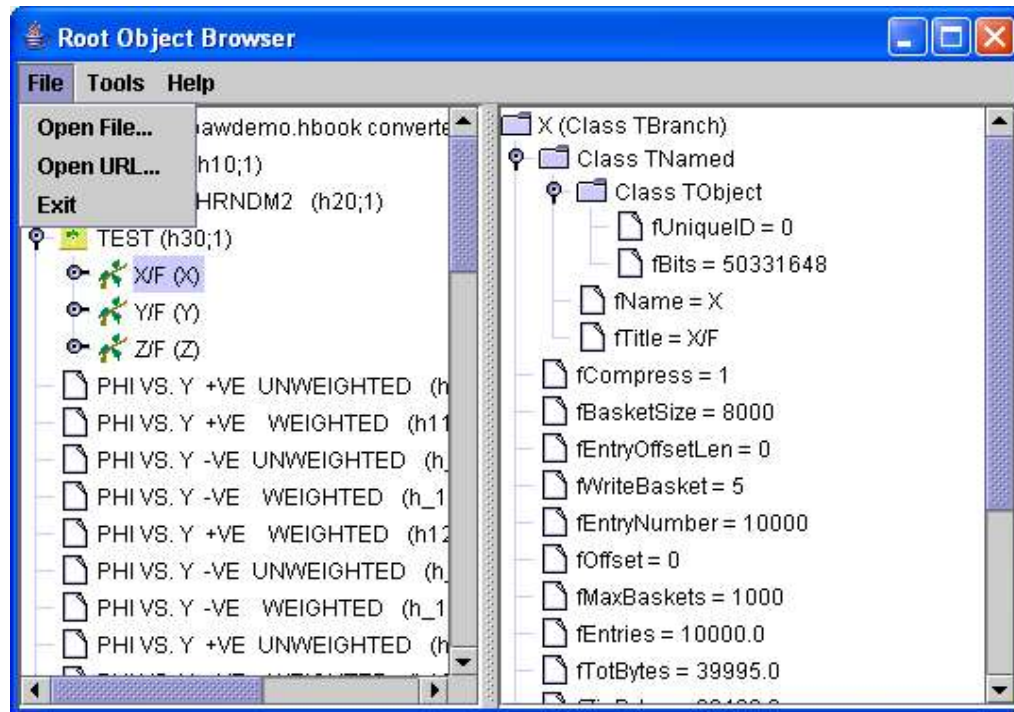 Root Object Browser
File Tools Help
Open File...
Open URL...
Exit
awdemo.hbook converte
h10;1)
HRNDM2 (h20;1)
TEST (h30;1)
X/F (X)
Y/F (Y)
Z/F (Z)
PHI VS. Y +VE UNWEIGHTED (h
PHI VS. Y +VE WEIGHTED (h11
PHI VS. Y -VE UNWEIGHTED (h_
PHI VS. Y -VE WEIGHTED (h_1
PHI VS. Y +VE WEIGHTED (h12
PHI VS. Y -VE UNWEIGHTED (h_
PHI VS. Y -VE WEIGHTED (h_1
PHI VS. Y +VE UNWEIGHTED (h
X (Class TBranch)
Class TNamed
Class TObject
fUniqueID = 0
fBits = 50331648
fName = X
fTitle = X/F
fCompress = 1
fBasketSize = 8000
fEntryOffsetLen = 0
fWriteBasket = 5
fEntryNumber = 10000
fOffset = 0
fMaxBaskets = 1000
fEntries = 10000.0
fTotBytes = 39995.0